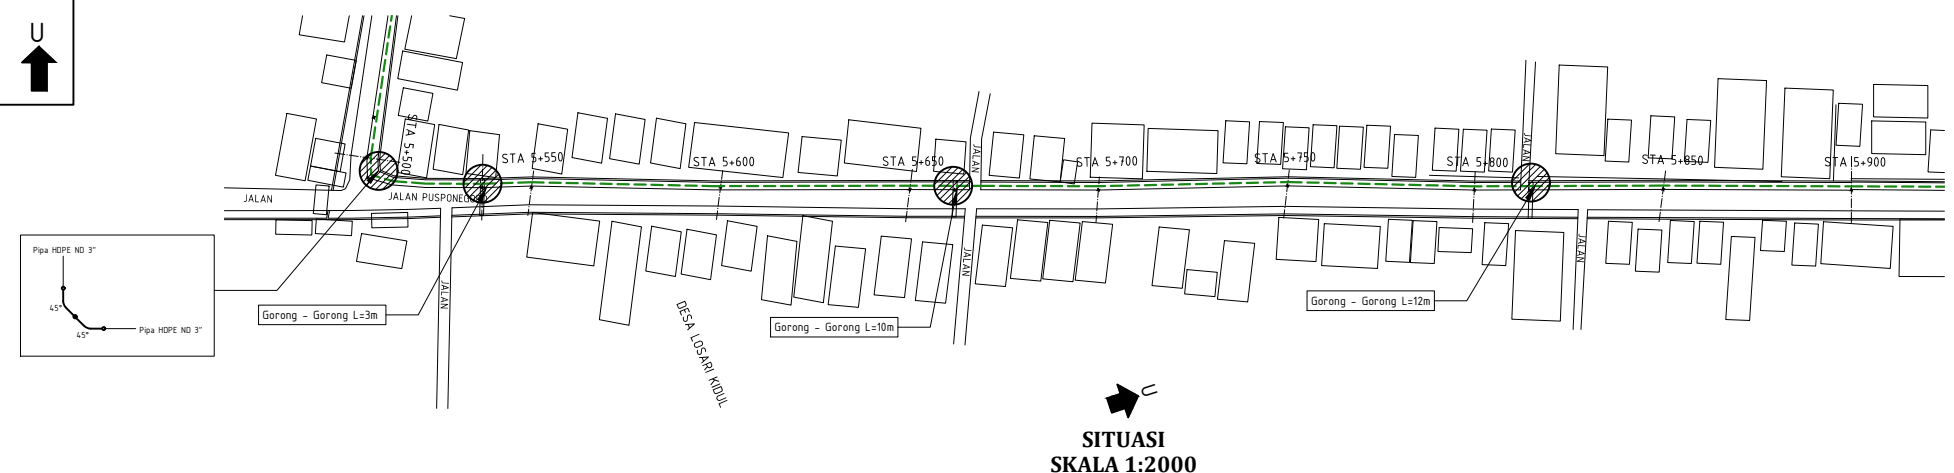 U
STA 5+500
STA 5+550
STA 5+600
STA 5+650
JALAN
STA 5+700
STA 5+750
STA 5+800
JALAN
STA 5+850
STA 5+900
JALAN
JALAN PUSPONEGORO
Pipa HDPE ND 3"
45°
45°
Pipa HDPE ND 3"
Gorong - Gorong L=3m
JALAN
DESA LOSARI KIDUL
Gorong - Gorong L=10m
JALAN
Gorong - Gorong L=12m
JALAN
U
SITUASI
SKALA 1:2000